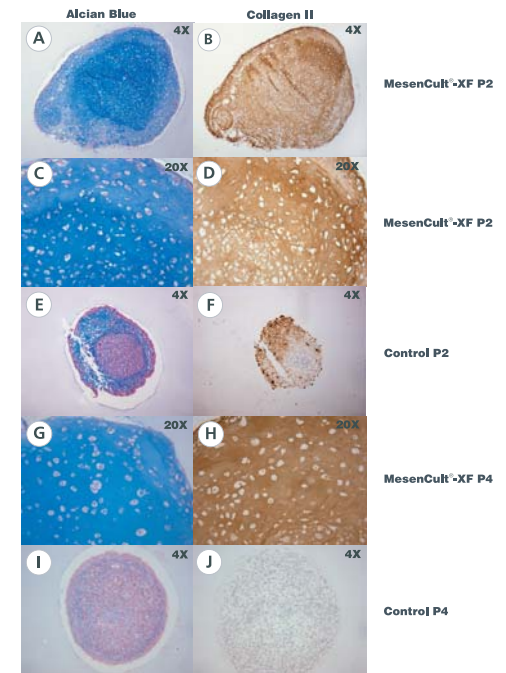 Alcian Blue Collagen II
A 4X B 4X MesenCult®-XF P2
C 20X D 20X MesenCult®-XF P2
E 4X F 4X Control P2
G 20X H 20X MesenCult®-XF P4
I 4X J 4X Control P4